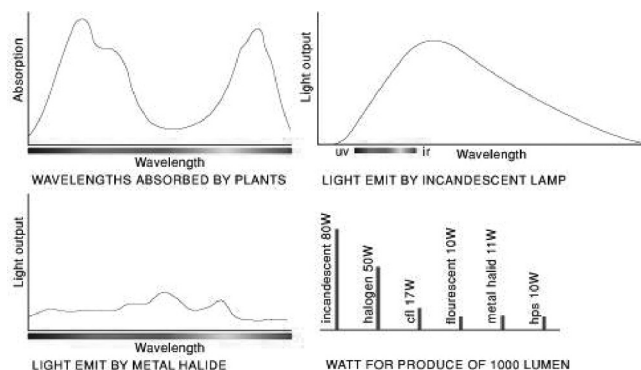 Absorption
Wavelength
WAVELENGTHS ABSORBED BY PLANTS
Light output
uv
ir
Wavelength
LIGHT EMIT BY INCANDESCENT LAMP
Light output
Wavelength
LIGHT EMIT BY METAL HALIDE
incandescent 80W
halogen 50W
cfl 17W
flourescent 10W
metal halid 11W
hps 10W
WATT FOR PRODUCE OF 1000 LUMEN